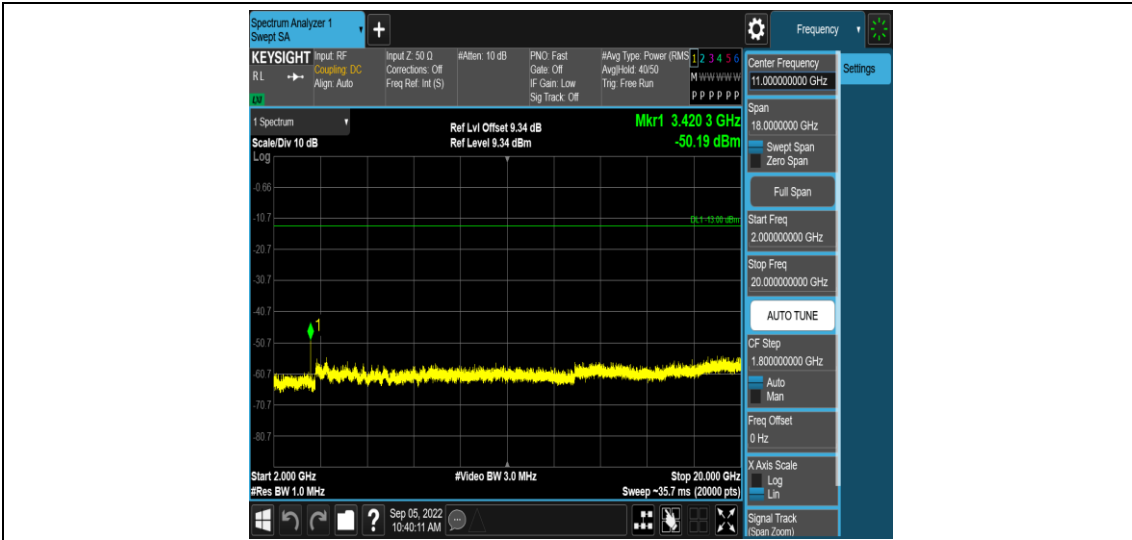 Spectrum Analyzer 1
Swept SA
+
Frequency
KEYSIGHT
RL
LXI
Input: RF
Coupling: DC
Align: Auto
Input Z: 50 Ω
Corrections: Off
Freq Ref: Int (S)
#Atten: 10 dB
PNO: Fast
Gate: Off
IF Gain: Low
Sig Track: Off
#Avg Type: Power (RMS
Avg|Hold: 40/50
Trig: Free Run
1 2 3 4 5 6
M W W W W W
P P P P P P
Center Frequency
11.000000000 GHz
Settings
Span
18.0000000 GHz
Swept Span
Zero Span
Full Span
Start Freq
2.000000000 GHz
Stop Freq
20.000000000 GHz
AUTO TUNE
CF Step
1.800000000 GHz
Auto
Man
Freq Offset
0 Hz
X Axis Scale
Log
Lin
Signal Track
(Span Zoom)
1 Spectrum
Scale/Div 10 dB
Log
Ref Lvl Offset 9.34 dB
Ref Level 9.34 dBm
Mkr1 3.420 3 GHz
-50.19 dBm
-0.66
-10.7
DL1 -13.00 dBm
-20.7
-30.7
-40.7
1
-50.7
-60.7
-70.7
-80.7
Start 2.000 GHz
#Video BW 3.0 MHz
Stop 20.000 GHz
#Res BW 1.0 MHz
Sweep ~35.7 ms (20000 pts)
?
Sep 05, 2022
10:40:11 AM